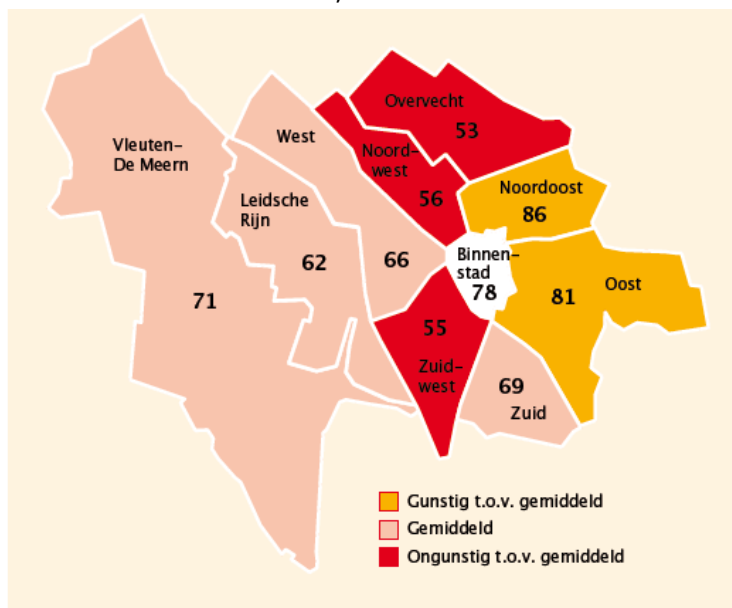 Overvecht
53
Vleuten-
De Meern
West
Noord-
west
56
Noordoost
86
Leidsche
Rijn
62
66
Binnen-
stad
78
81
Oost
71
55
Zuid-
west
69
Zuid
Gunstig t.o.v. gemiddeld
Gemiddeld
Ongunstig t.o.v. gemiddeld